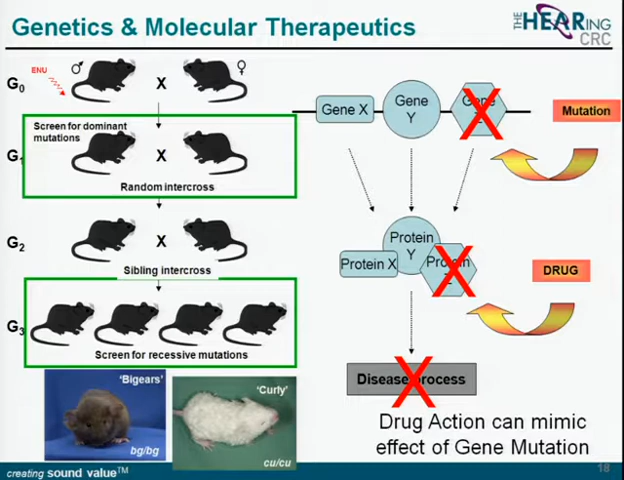 Genetics & Molecular Therapeutics
THE HEARing
CRC
ENU
♂
♀
G0
X
Screen for dominant
mutations
G1
X
Random intercross
G2
X
Sibling intercross
G3
Screen for recessive mutations
'Bigears'
bg/bg
'Curly'
cu/cu
Gene X
Gene
Y
Gene
Z
Mutation
Protein X
Protein
Y
Protein
Z
DRUG
Disease process
Drug Action can mimic
effect of Gene Mutation
creating sound value™
18